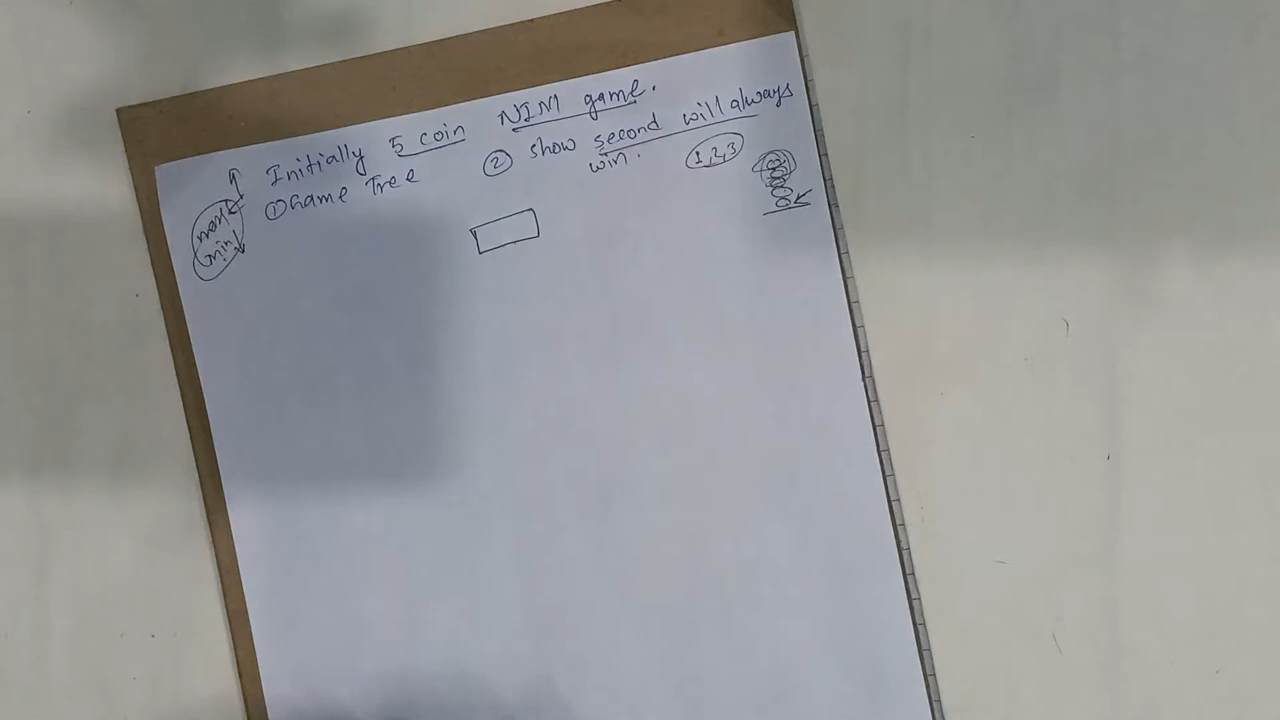 Initially 5 coin NIM game.
① Game Tree
② show second will always
win.
1,2,3
max
min